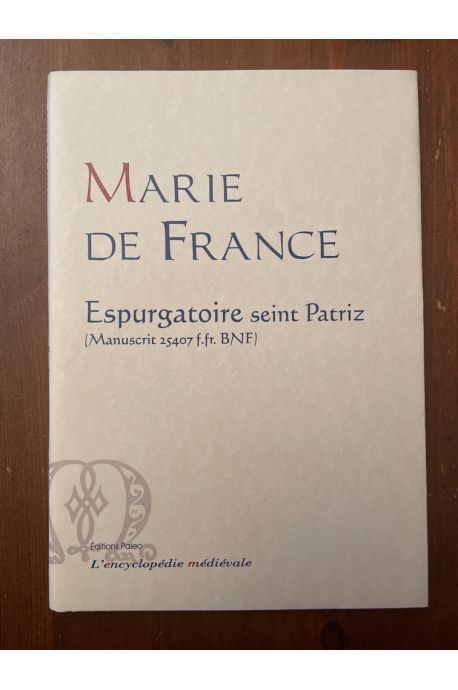 MARIE
DE FRANCE
Espurgatoire seint Patriz
(Manuscrit 25407 f.fr. BNF)
Éditions Paleo
L'encyclopédie médiévale